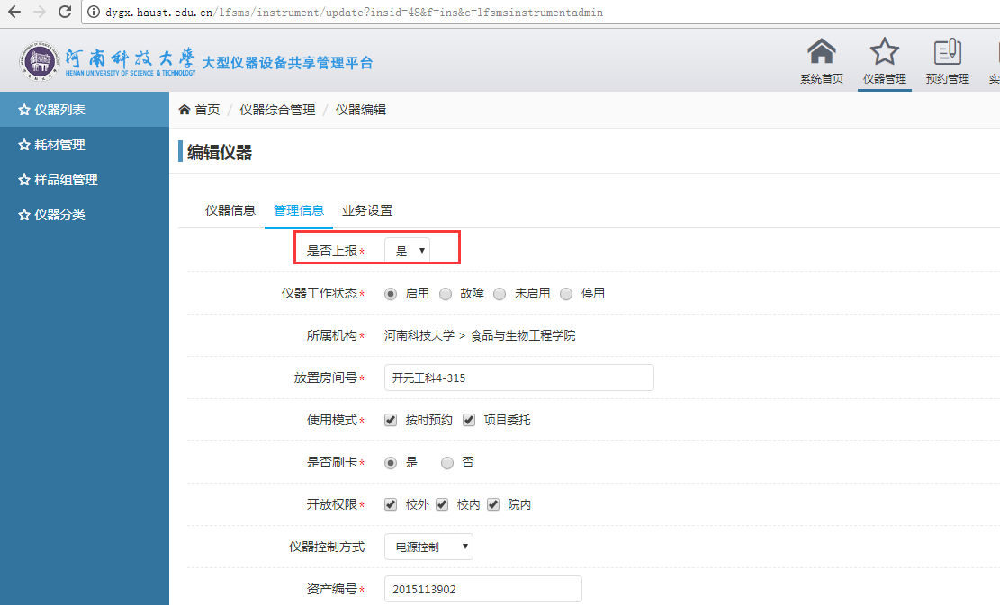 dygx.haust.edu.cn/lfsms/instrument/update?insid=48&f=ins&c=lfsmsinstrumentadmin
河南科技大学
HENAN UNIVERSITY OF SCIENCE & TECHNOLOGY
大型仪器设备共享管理平台
系统首页 仪器管理 预约管理
仪器列表
耗材管理
样品组管理
仪器分类
首页 / 仪器综合管理 / 仪器编辑
编辑仪器
仪器信息 管理信息 业务设置
是否上报* 是
仪器工作状态* 启用 故障 未启用 停用
所属机构* 河南科技大学 > 食品与生物工程学院
放置房间号* 开元工科4-315
使用模式* 按时预约 项目委托
是否刷卡* 是 否
开放权限* 校外 校内 院内
仪器控制方式 电源控制
资产编号* 2015113902